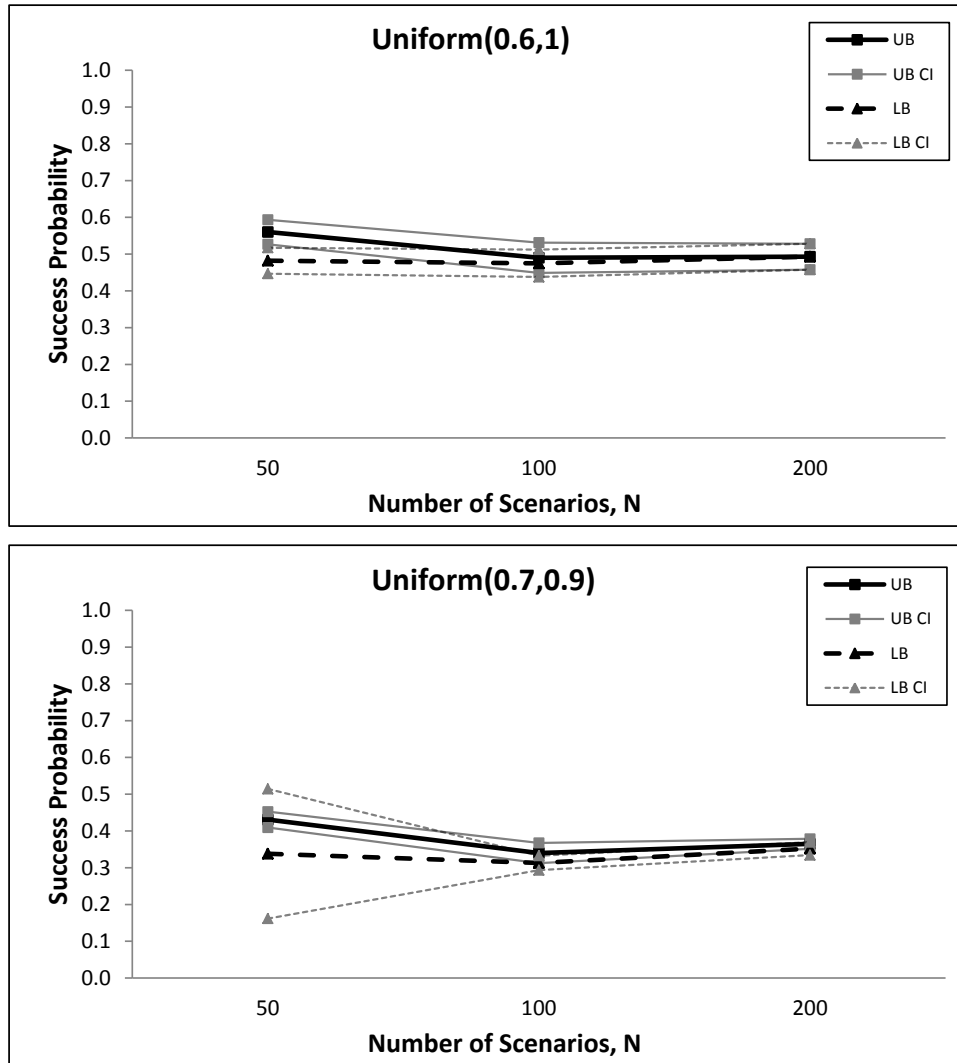 Uniform(0.6,1)
UB
UB CI
LB
LB CI
Success Probability
1.0
0.9
0.8
0.7
0.6
0.5
0.4
0.3
0.2
0.1
0.0
50 100 200
Number of Scenarios, N
Uniform(0.7,0.9)
UB
UB CI
LB
LB CI
Success Probability
1.0
0.9
0.8
0.7
0.6
0.5
0.4
0.3
0.2
0.1
0.0
50 100 200
Number of Scenarios, N